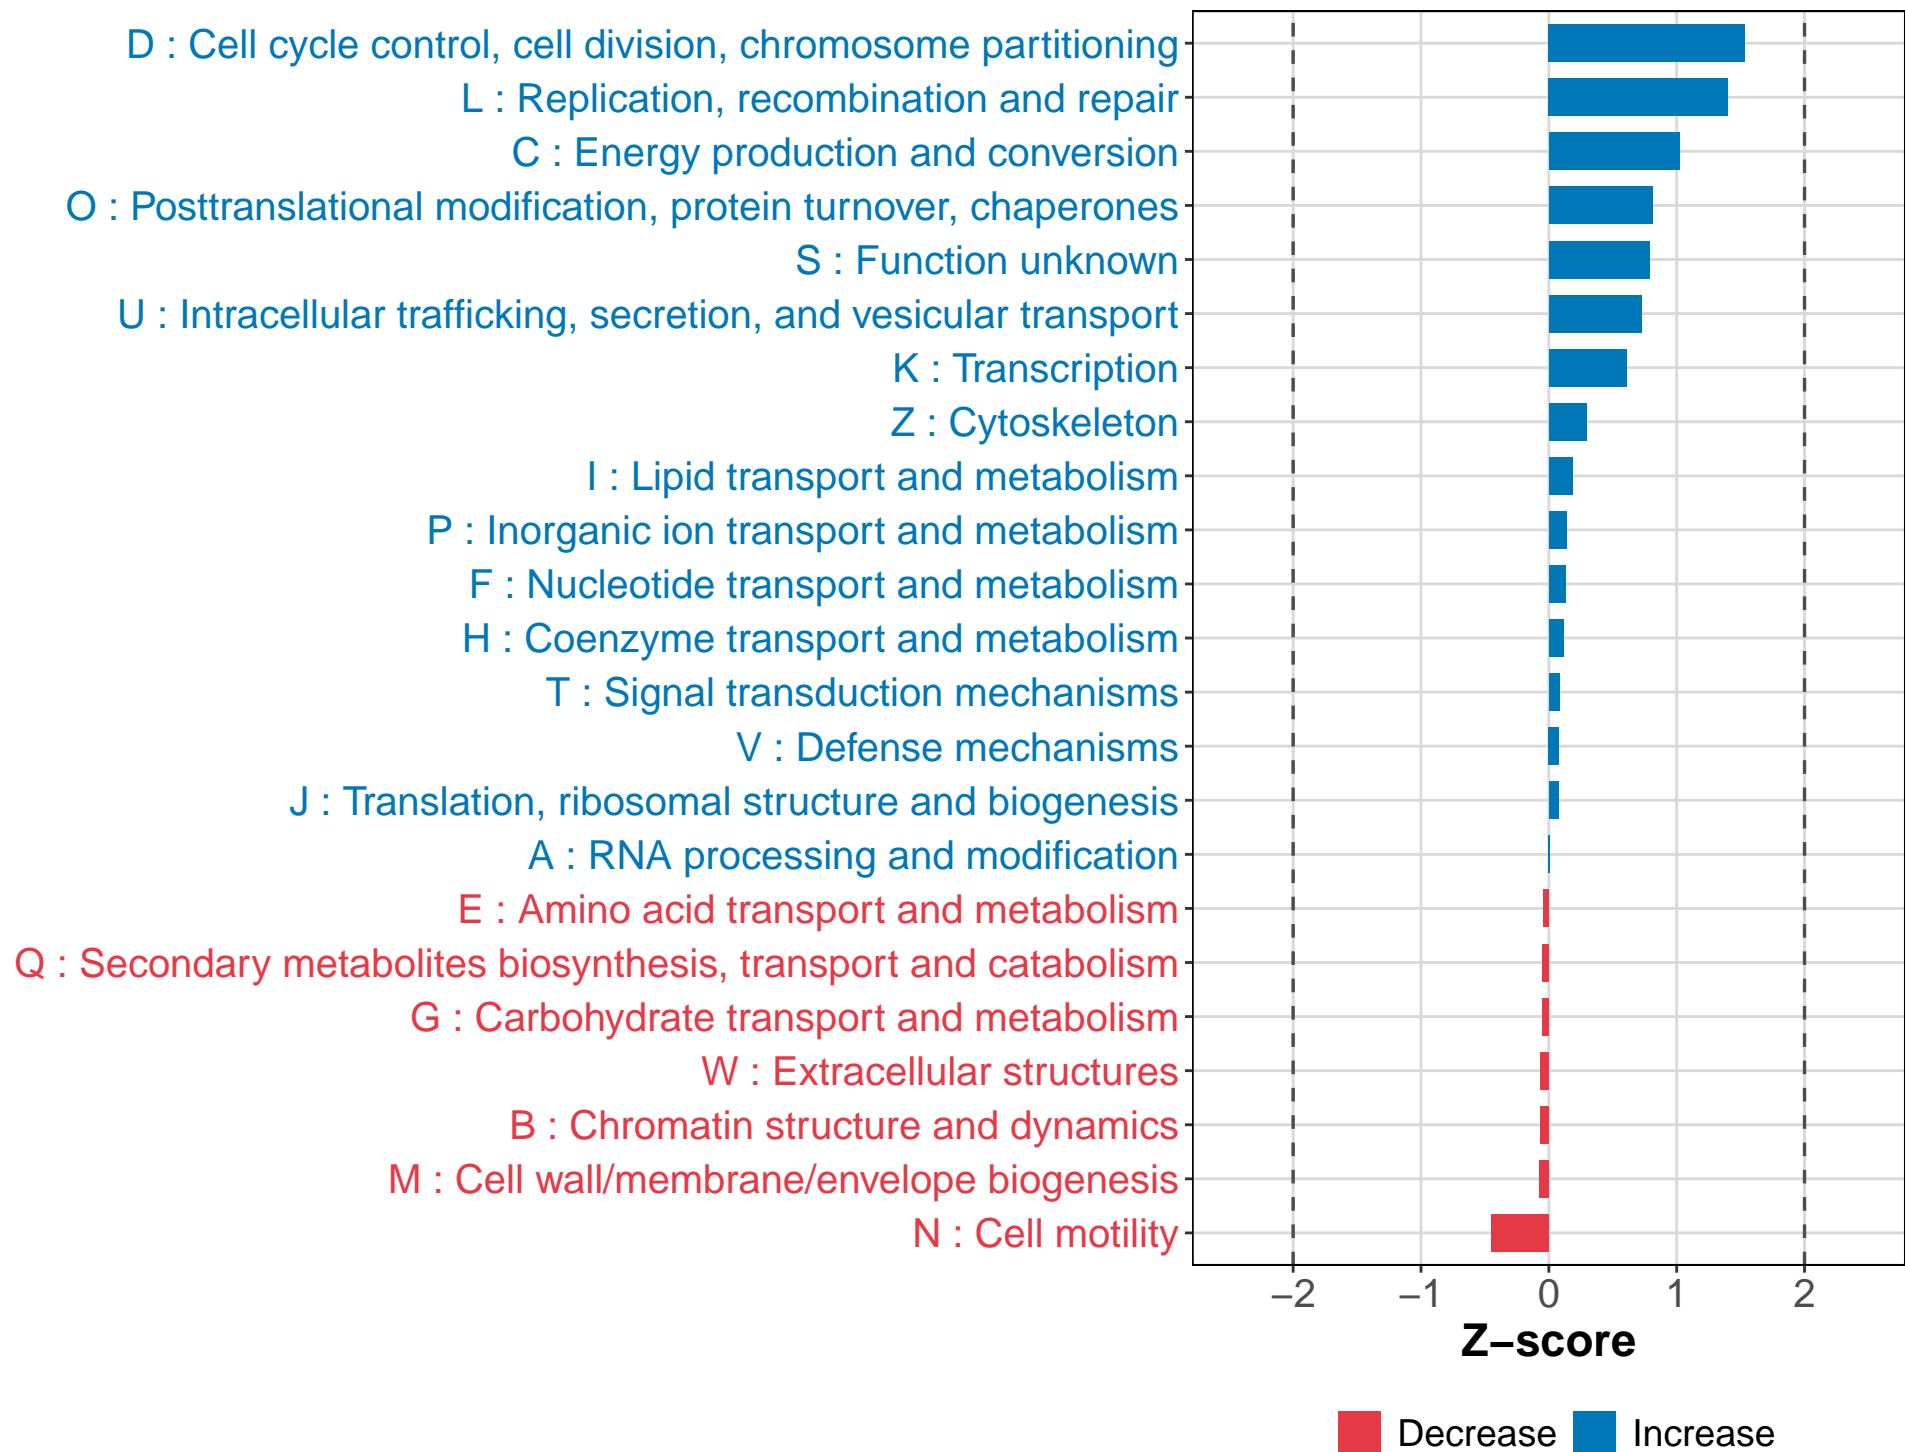 D : Cell cycle control, cell division, chromosome partitioning
L : Replication, recombination and repair
C : Energy production and conversion
O : Posttranslational modification, protein turnover, chaperones
S : Function unknown
U : Intracellular trafficking, secretion, and vesicular transport
K : Transcription
Z : Cytoskeleton
I : Lipid transport and metabolism
P : Inorganic ion transport and metabolism
F : Nucleotide transport and metabolism
H : Coenzyme transport and metabolism
T : Signal transduction mechanisms
V : Defense mechanisms
J : Translation, ribosomal structure and biogenesis
A : RNA processing and modification
E : Amino acid transport and metabolism
Q : Secondary metabolites biosynthesis, transport and catabolism
G : Carbohydrate transport and metabolism
W : Extracellular structures
B : Chromatin structure and dynamics
M : Cell wall/membrane/envelope biogenesis
N : Cell motility
−2 −1 0 1 2
Z−score
Decrease Increase